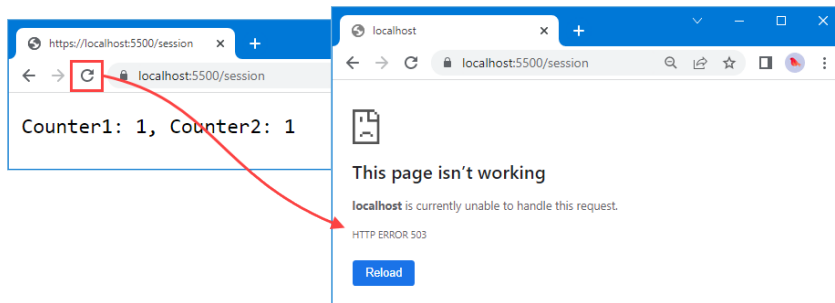 https://localhost:5500/session
localhost:5500/session
Counter1: 1, Counter2: 1
localhost
localhost:5500/session
This page isn't working
localhost is currently unable to handle this request.
HTTP ERROR 503
Reload